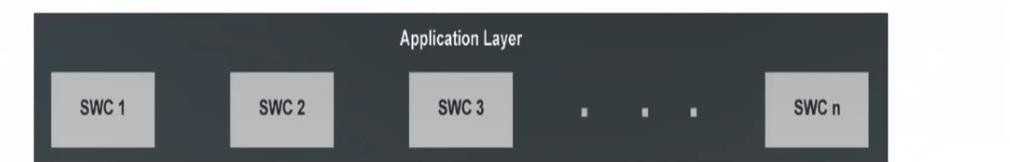 Application Layer
SWC 1 SWC 2 SWC 3 . . . SWC n